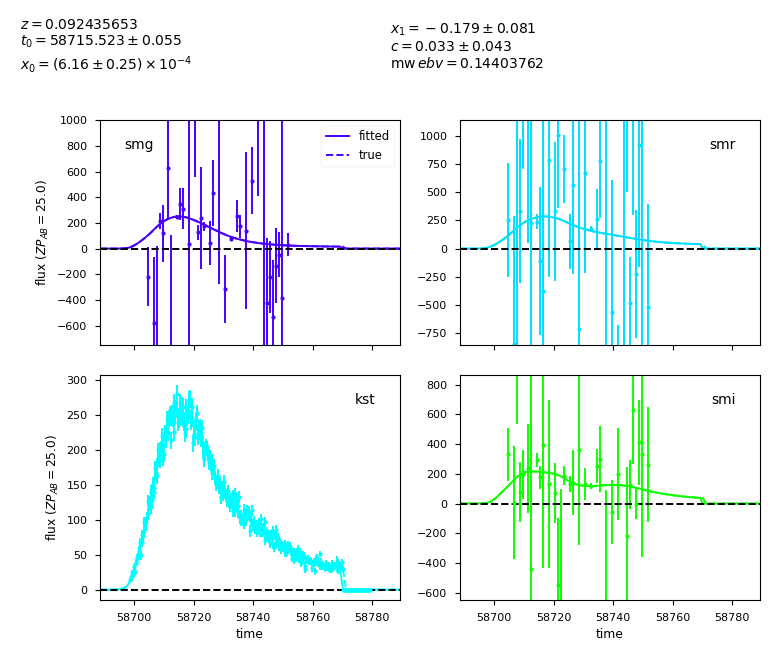 z = 0.092435653
t₀ = 58715.523 ± 0.055
x₀ = (6.16 ± 0.25) × 10⁻⁴
x₁ = −0.179 ± 0.081
c = 0.033 ± 0.043
mw ebv = 0.14403762
smg
fitted
true
1000
800
600
400
200
0
−200
−400
−600
flux (ZP_AB = 25.0)
smr
1000
750
500
250
0
−250
−500
−750
kst
300
250
200
150
100
50
0
flux (ZP_AB = 25.0)
58700 58720 58740 58760 58780
time
smi
800
600
400
200
0
−200
−400
−600
58700 58720 58740 58760 58780
time